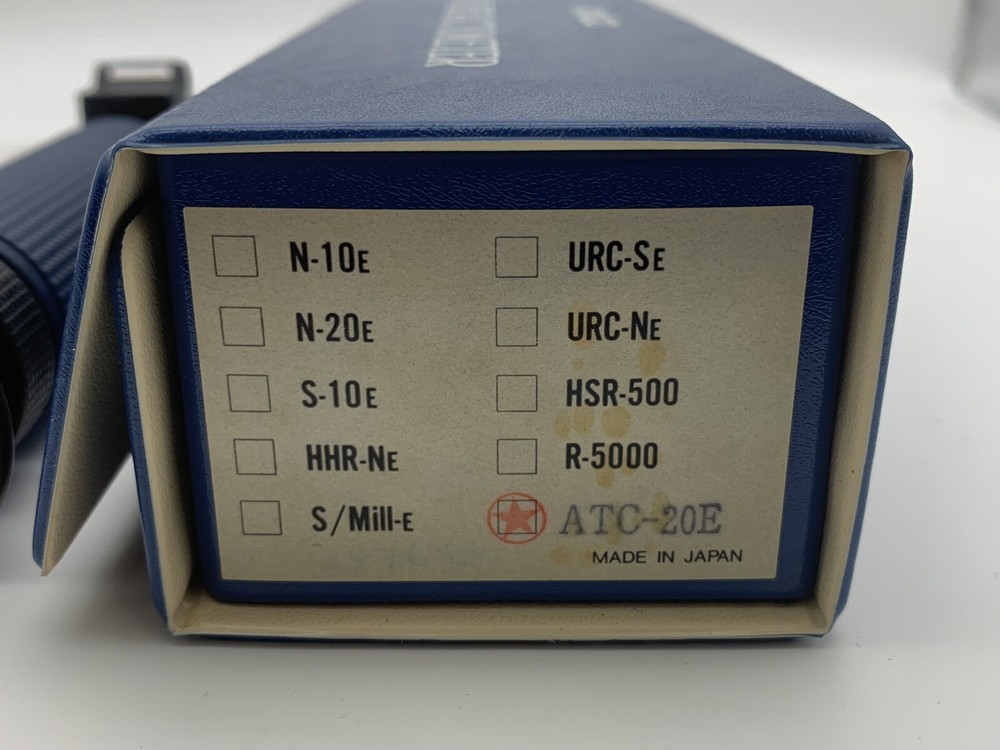 N-10E
N-20E
S-10E
HHR-NE
S/Mill-E
URC-SE
URC-NE
HSR-500
R-5000
ATC-20E
MADE IN JAPAN